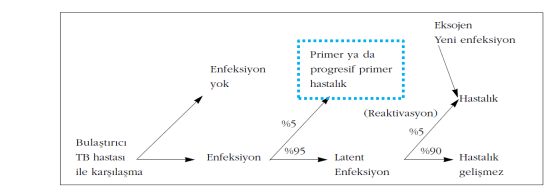 Eksojen
Yeni enfeksiyon
Primer ya da
progresif primer
hastalık
Enfeksiyon
yok
(Reaktivasyon)
Hastalık
%5
%5
Bulaştırıcı
TB hastası
ile karşılaşma
Enfeksiyon
%95
Latent
Enfeksiyon
%90
Hastalık
gelişmez